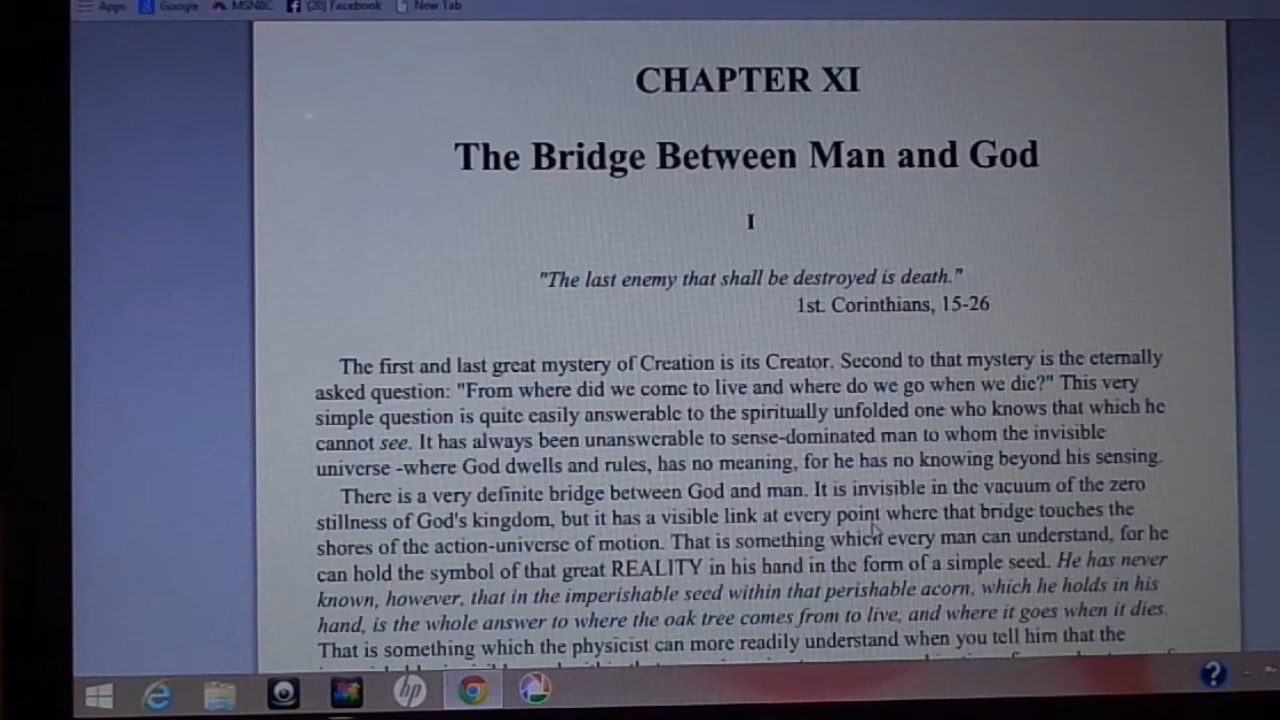 Apps Google MSNBC (20) Facebook New Tab
CHAPTER XI
The Bridge Between Man and God
I
"The last enemy that shall be destroyed is death."
1st. Corinthians, 15-26
The first and last great mystery of Creation is its Creator. Second to that mystery is the eternally
asked question: "From where did we come to live and where do we go when we die?" This very
simple question is quite easily answerable to the spiritually unfolded one who knows that which he
cannot see. It has always been unanswerable to sense-dominated man to whom the invisible
universe -where God dwells and rules, has no meaning, for he has no knowing beyond his sensing.
There is a very definite bridge between God and man. It is invisible in the vacuum of the zero
stillness of God's kingdom, but it has a visible link at every point where that bridge touches the
shores of the action-universe of motion. That is something which every man can understand, for he
can hold the symbol of that great REALITY in his hand in the form of a simple seed. He has never
known, however, that in the imperishable seed within that perishable acorn, which he holds in his
hand, is the whole answer to where the oak tree comes from to live, and where it goes when it dies.
That is something which the physicist can more readily understand when you tell him that the
hp
?